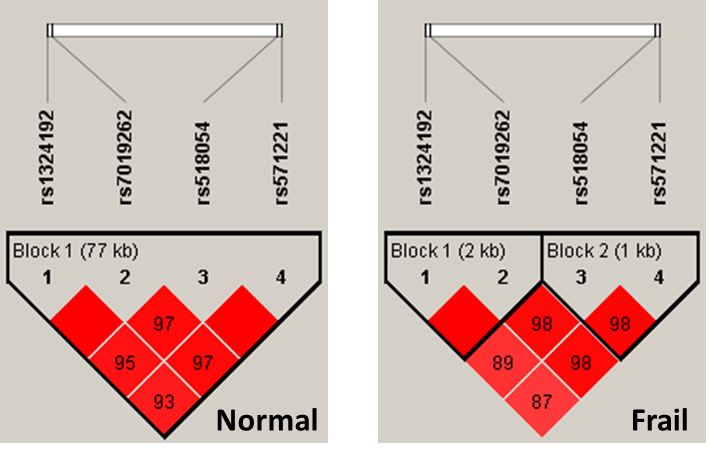 rs1324192
rs7019262
rs518054
rs571221
Block 1 (77 kb)
1 2 3 4
97
95 97
93
Normal
rs1324192
rs7019262
rs518054
rs571221
Block 1 (2 kb) Block 2 (1 kb)
1 2 3 4
98 98
89 98
87
Frail